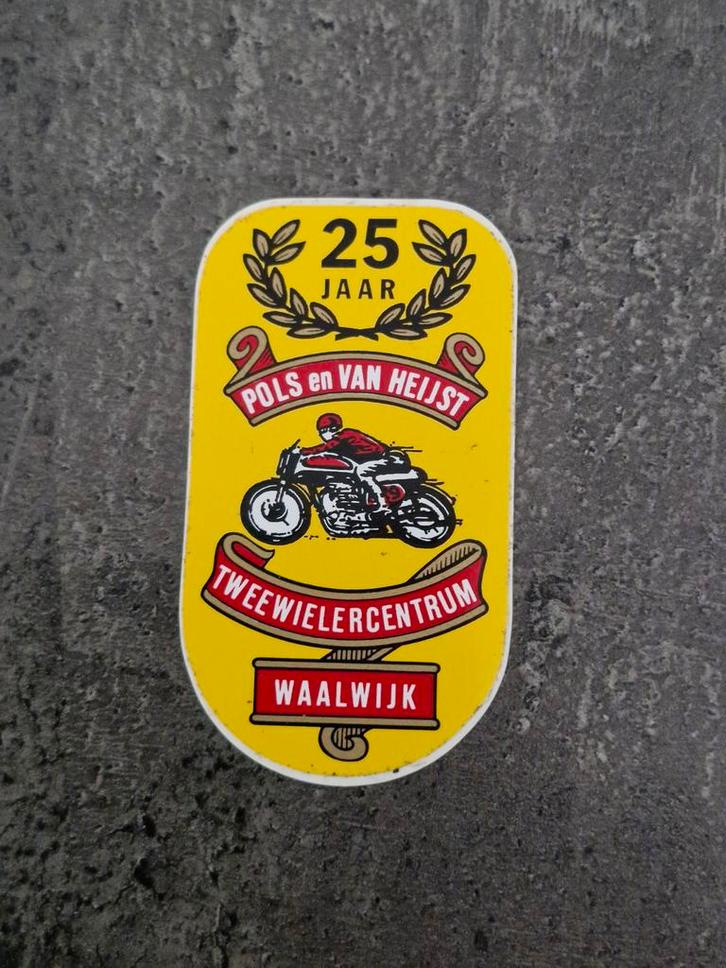 25
JAAR
POLS en VAN HEIJST
TWEEWIELERCENTRUM
WAALWIJK